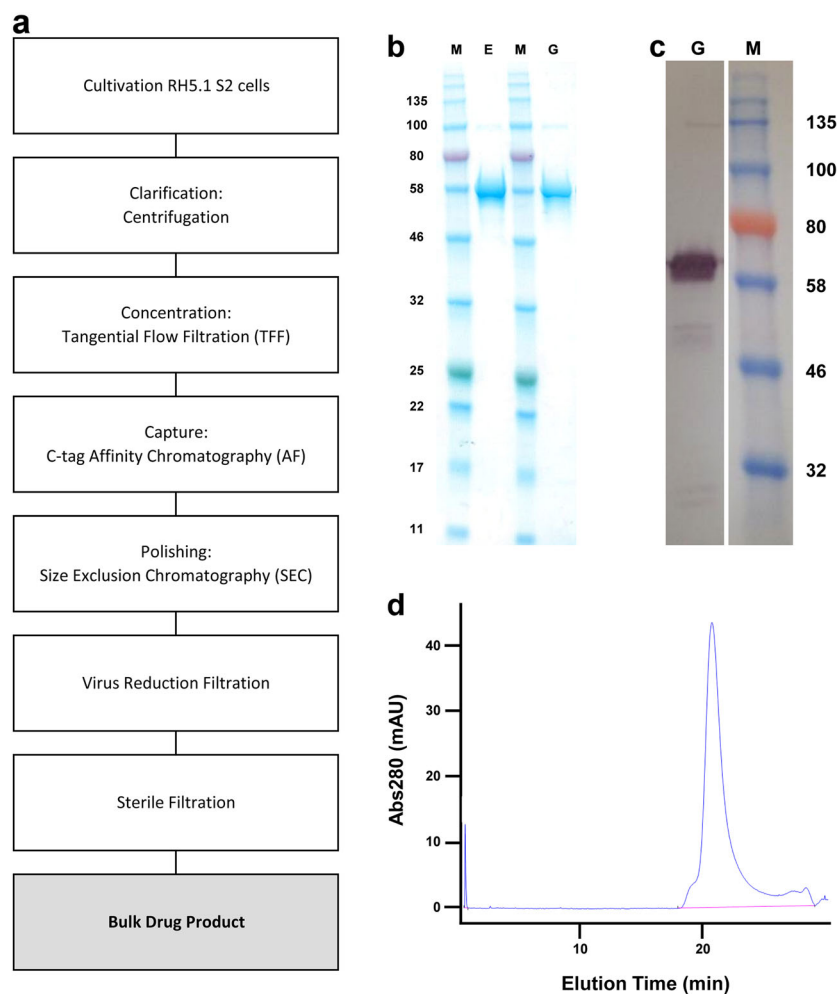 a
Cultivation RH5.1 S2 cells
Clarification:
Centrifugation
Concentration:
Tangential Flow Filtration (TFF)
Capture:
C-tag Affinity Chromatography (AF)
Polishing:
Size Exclusion Chromatography (SEC)
Virus Reduction Filtration
Sterile Filtration
Bulk Drug Product
b
M E M G
135
100
80
58
46
32
25
22
17
11
c
G M
135
100
80
58
46
32
d
Abs280 (mAU)
40
30
20
10
0
10 20
Elution Time (min)